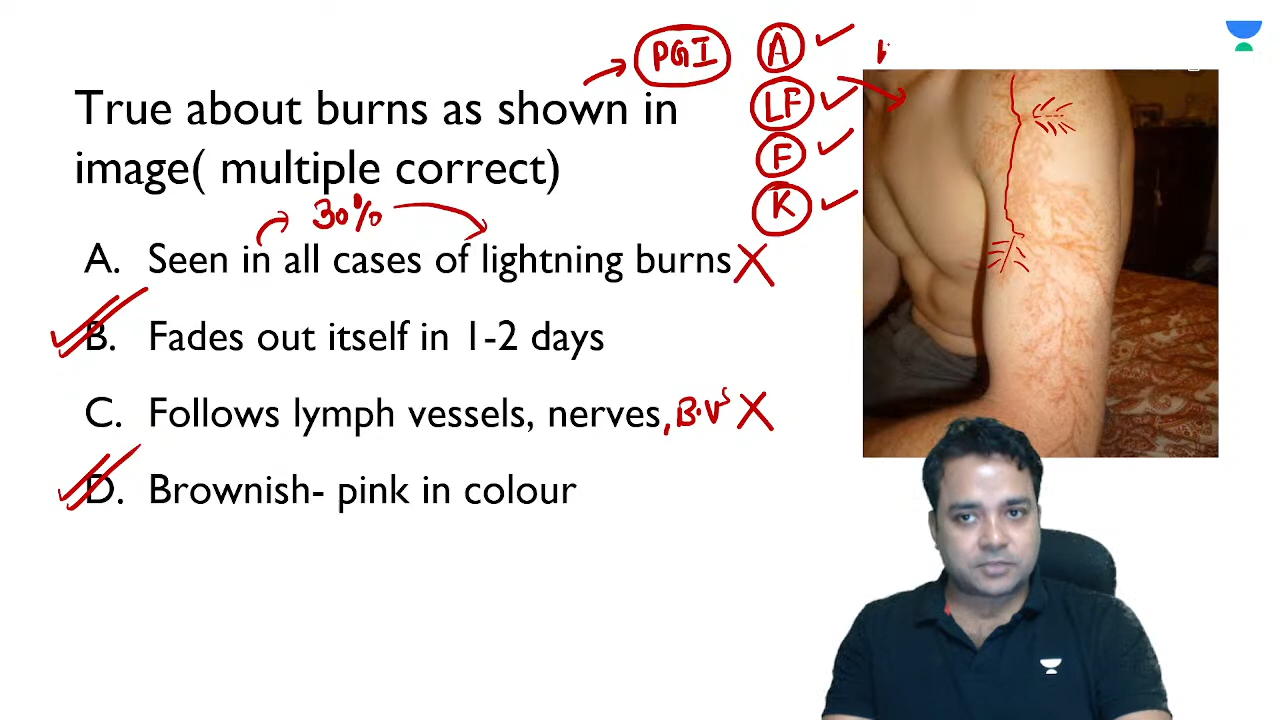 PGI
A
LF
F
K
True about burns as shown in
image( multiple correct)
30%
A. Seen in all cases of lightning burns X
B. Fades out itself in 1-2 days
C. Follows lymph vessels, nerves, B.Vs X
D. Brownish- pink in colour